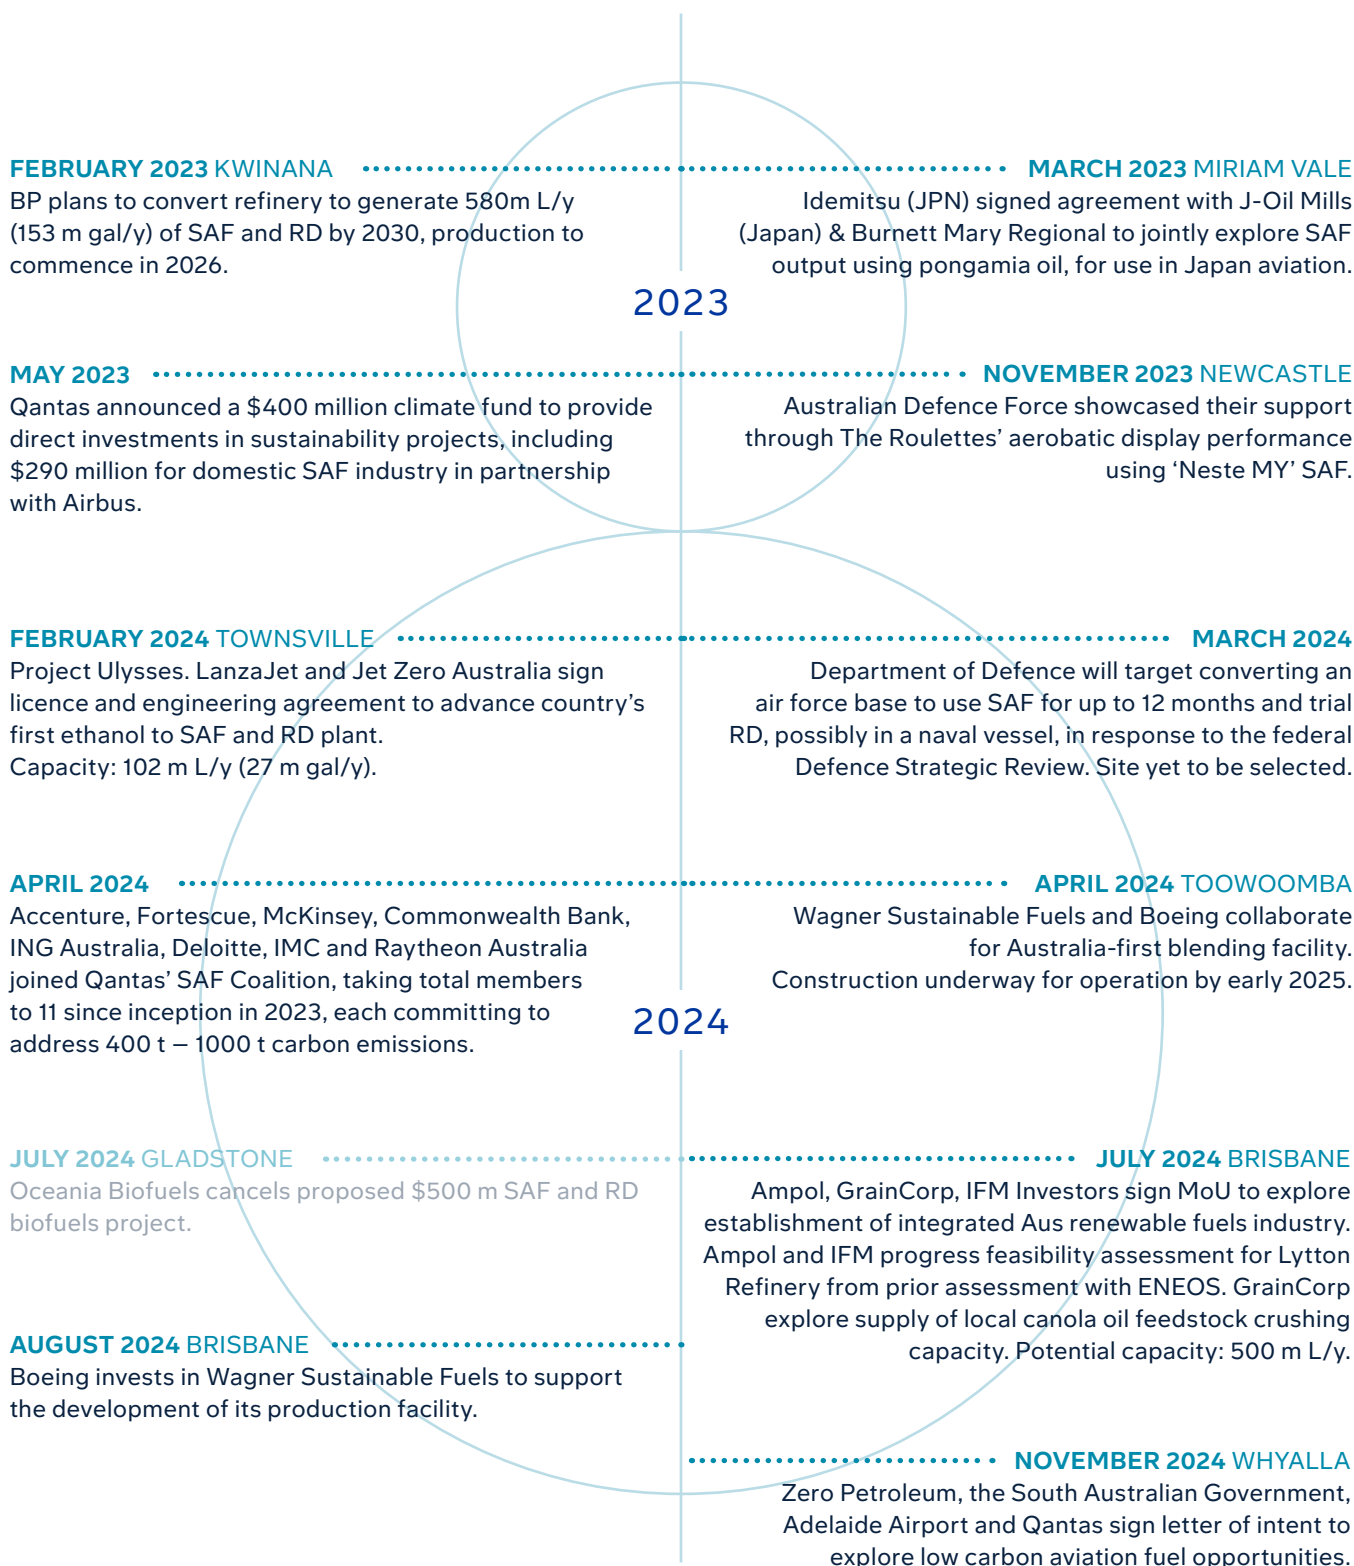 FEBRUARY 2023 KWINANA
BP plans to convert refinery to generate 580m L/y
(153 m gal/y) of SAF and RD by 2030, production to
commence in 2026.
MARCH 2023 MIRIAM VALE
Idemitsu (JPN) signed agreement with J-Oil Mills
(Japan) & Burnett Mary Regional to jointly explore SAF
output using pongamia oil, for use in Japan aviation.
2023
MAY 2023
Qantas announced a $400 million climate fund to provide
direct investments in sustainability projects, including
$290 million for domestic SAF industry in partnership
with Airbus.
NOVEMBER 2023 NEWCASTLE
Australian Defence Force showcased their support
through The Roulettes’ aerobatic display performance
using ‘Neste MY’ SAF.
FEBRUARY 2024 TOWNSVILLE
Project Ulysses. LanzaJet and Jet Zero Australia sign
licence and engineering agreement to advance country’s
first ethanol to SAF and RD plant.
Capacity: 102 m L/y (27 m gal/y).
MARCH 2024
Department of Defence will target converting an
air force base to use SAF for up to 12 months and trial
RD, possibly in a naval vessel, in response to the federal
Defence Strategic Review. Site yet to be selected.
APRIL 2024
Accenture, Fortescue, McKinsey, Commonwealth Bank,
ING Australia, Deloitte, IMC and Raytheon Australia
joined Qantas’ SAF Coalition, taking total members
to 11 since inception in 2023, each committing to
address 400 t – 1000 t carbon emissions.
APRIL 2024 TOOWOOMBA
Wagner Sustainable Fuels and Boeing collaborate
for Australia-first blending facility.
Construction underway for operation by early 2025.
2024
JULY 2024 GLADSTONE
Oceania Biofuels cancels proposed $500 m SAF and RD
biofuels project.
JULY 2024 BRISBANE
Ampol, GrainCorp, IFM Investors sign MoU to explore
establishment of integrated Aus renewable fuels industry.
Ampol and IFM progress feasibility assessment for Lytton
Refinery from prior assessment with ENEOS. GrainCorp
explore supply of local canola oil feedstock crushing
capacity. Potential capacity: 500 m L/y.
AUGUST 2024 BRISBANE
Boeing invests in Wagner Sustainable Fuels to support
the development of its production facility.
NOVEMBER 2024 WHYALLA
Zero Petroleum, the South Australian Government,
Adelaide Airport and Qantas sign letter of intent to
explore low carbon aviation fuel opportunities.